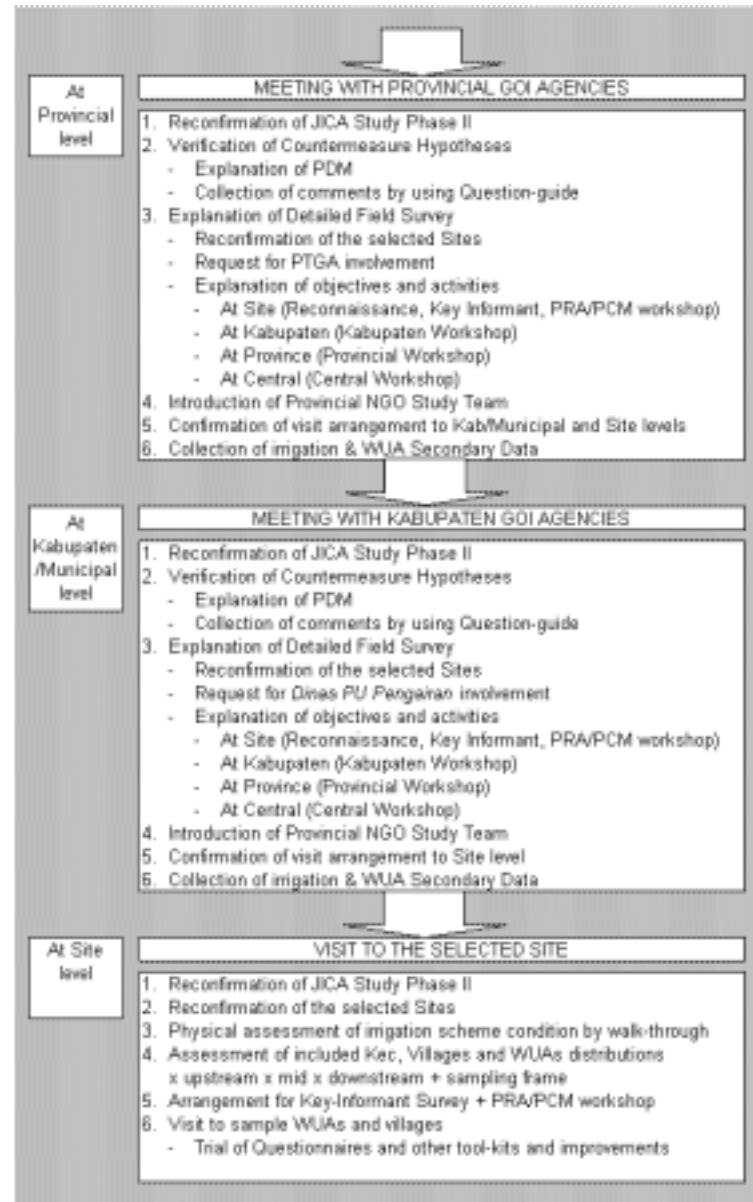 At
Provincial
level
MEETING WITH PROVINCIAL GOI AGENCIES
1. Reconfirmation of JICA Study Phase II
2. Verification of Countermeasure Hypotheses
- Explanation of PDM
- Collection of comments by using Question-guide
3. Explanation of Detailed Field Survey
- Reconfirmation of the selected Sites
- Request for PTGA involvement
- Explanation of objectives and activities
- At Site (Reconnaissance, Key Informant, PRA/PCM workshop)
- At Kabupaten (Kabupaten Workshop)
- At Province (Provincial Workshop)
- At Central (Central Workshop)
4. Introduction of Provincial NGO Study Team
5. Confirmation of visit arrangement to Kab/Municipal and Site levels
6. Collection of irrigation & WUA Secondary Data
At
Kabupaten
/Municipal
level
MEETING WITH KABUPATEN GOI AGENCIES
1. Reconfirmation of JICA Study Phase II
2. Verification of Countermeasure Hypotheses
- Explanation of PDM
- Collection of comments by using Question-guide
3. Explanation of Detailed Field Survey
- Reconfirmation of the selected Sites
- Request for Dinas PU Pengairan involvement
- Explanation of objectives and activities
- At Site (Reconnaissance, Key Informant, PRA/PCM workshop)
- At Kabupaten (Kabupaten Workshop)
- At Province (Provincial Workshop)
- At Central (Central Workshop)
4. Introduction of Provincial NGO Study Team
5. Confirmation of visit arrangement to Site level
6. Collection of irrigation & WUA Secondary Data
At Site
level
VISIT TO THE SELECTED SITE
1. Reconfirmation of JICA Study Phase II
2. Reconfirmation of the selected Sites
3. Physical assessment of irrigation scheme condition by walk-through
4. Assessment of included Kec, Villages and WUAs distributions
x upstream x mid x downstream + sampling frame
5. Arrangement for Key-Informant Survey + PRA/PCM workshop
6. Visit to sample WUAs and villages
- Trial of Questionnaires and other tool-kits and improvements